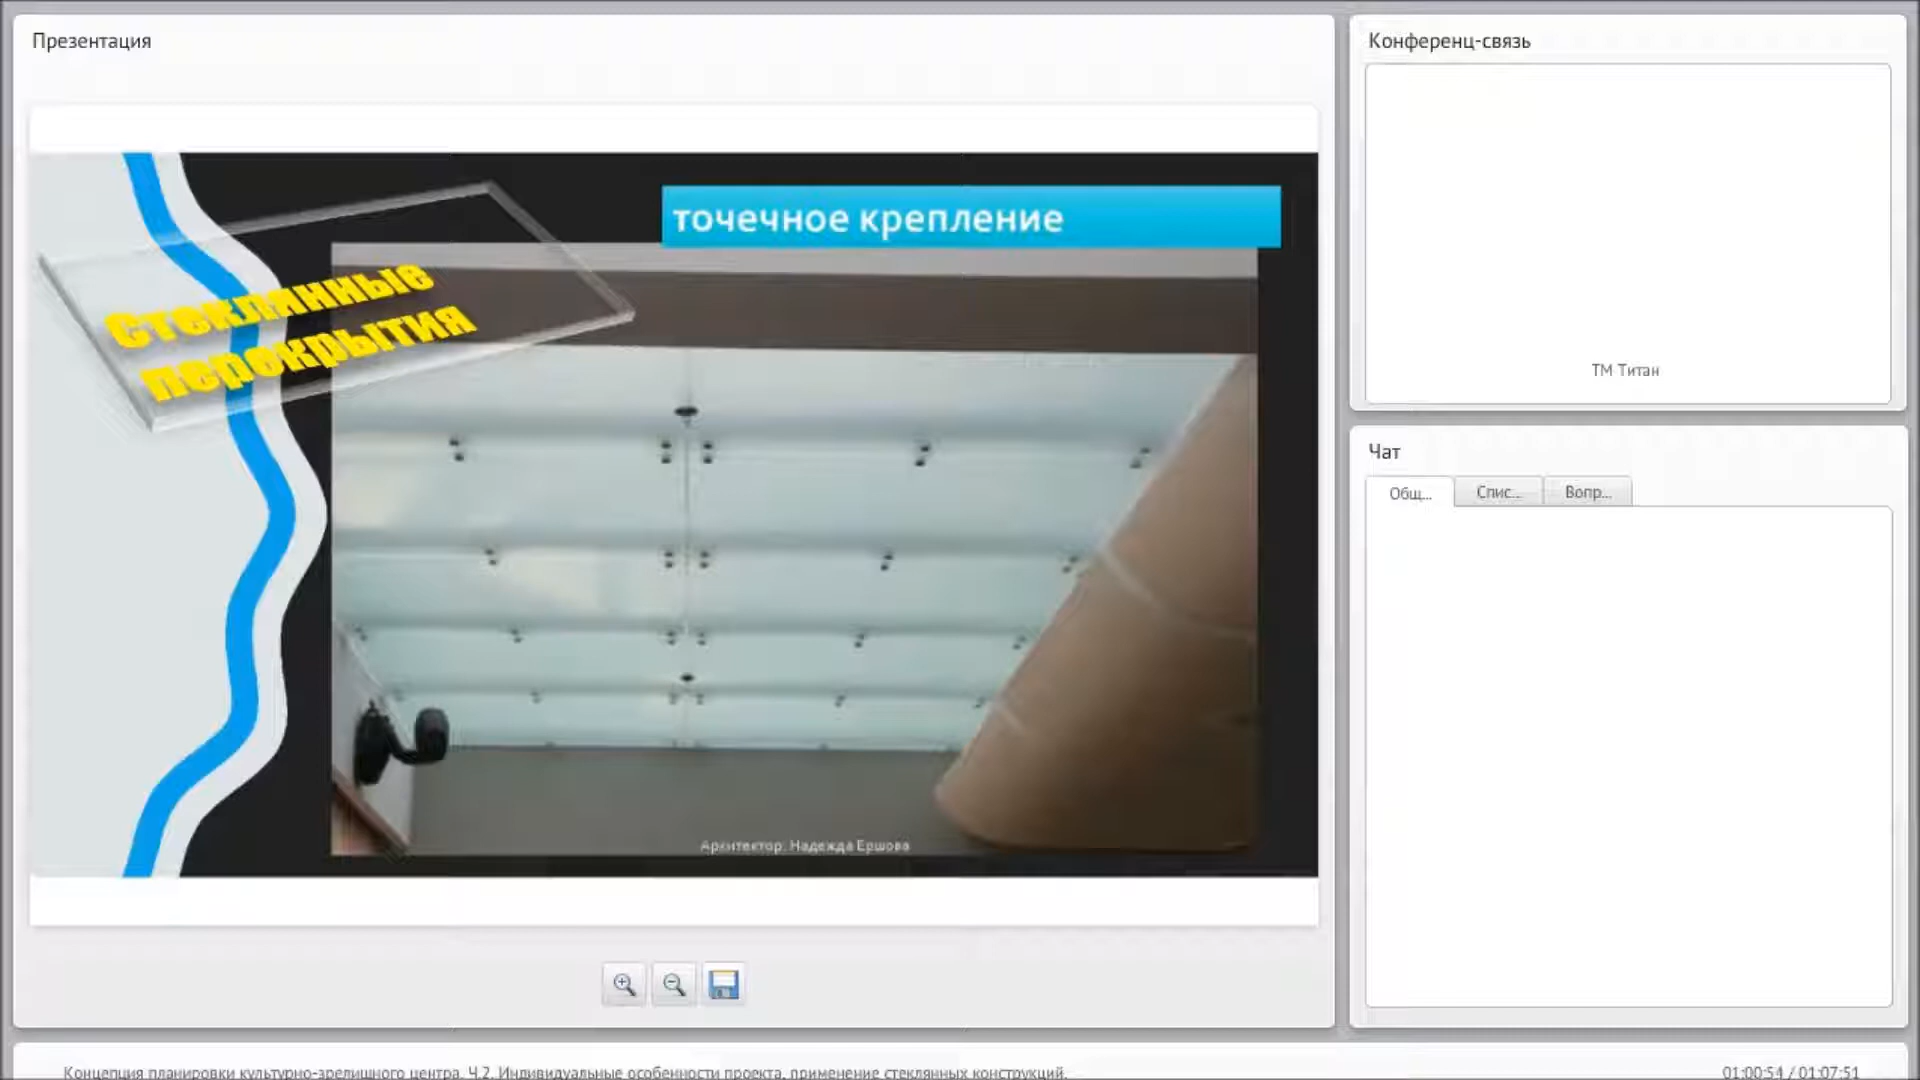 Презентация
точечное крепление
Стеклянные
перекрытия
Архитектор: Надежда Ершова
Конференц-связь
ТМ Титан
Чат
Общ...
Спис...
Вопр...
Концепция планировки культурно-зрелищного центра. Ч.2. Индивидуальные особенности проекта, применение стеклянных конструкций.
01:00:54 / 01:07:51